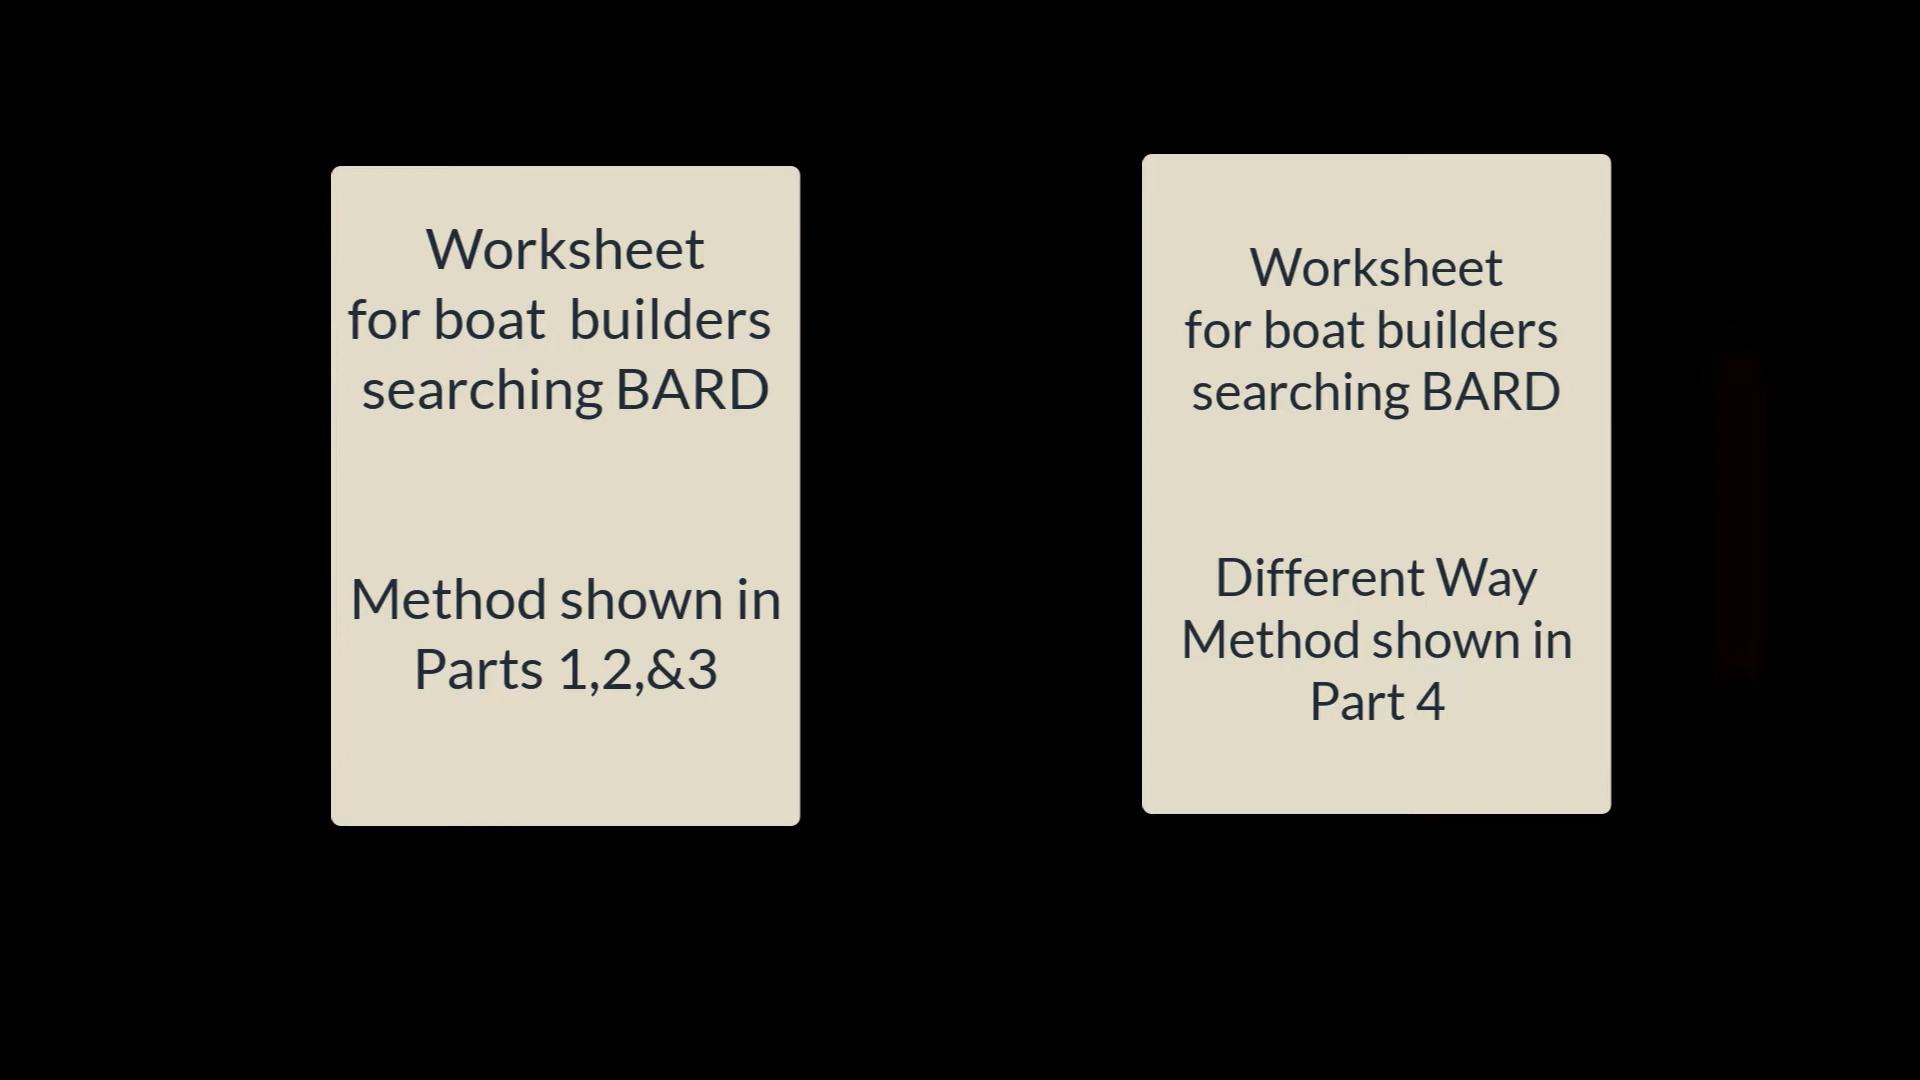 Worksheet
for boat  builders
searching BARD
Method shown in
Parts 1,2,&3
Worksheet
for boat builders
searching BARD
Different Way
Method shown in
Part 4